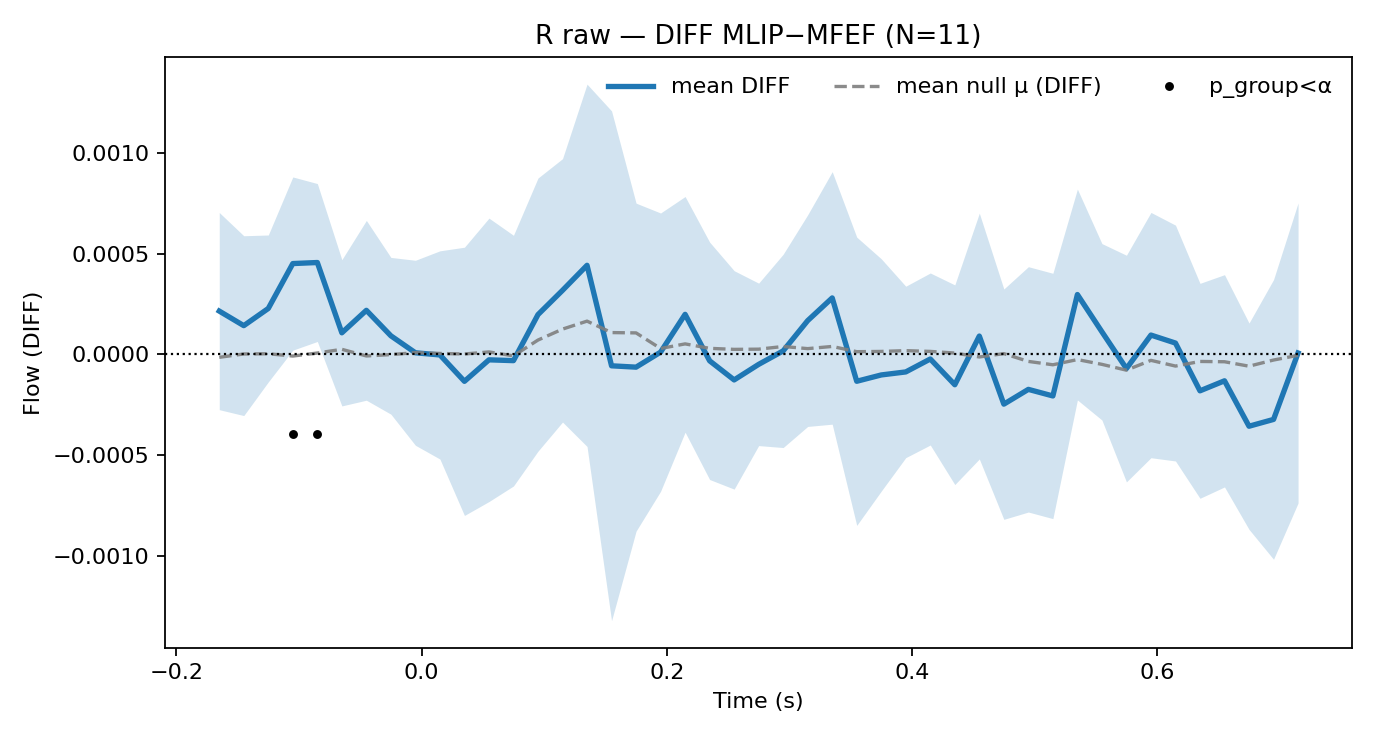 R raw — DIFF MLIP−MFEF (N=11)
mean DIFF
mean null μ (DIFF)
p_group<α
Flow (DIFF)
0.0010
0.0005
0.0000
−0.0005
−0.0010
−0.2
0.0
0.2
0.4
0.6
Time (s)